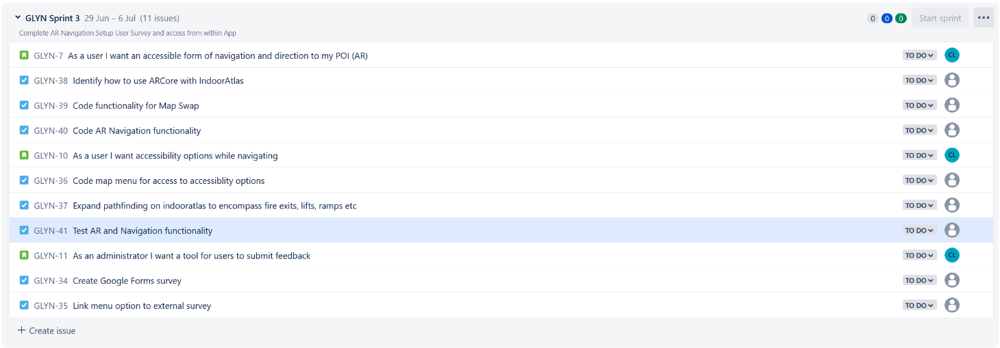 GLYN Sprint 3 29 Jun – 6 Jul (11 issues) 0 0 0 Start sprint
Complete AR Navigation Setup User Survey and access from within App
GLYN-7 As a user I want an accessible form of navigation and direction to my POI (AR) TO DO CL
GLYN-38 Identify how to use ARCore with IndoorAtlas TO DO
GLYN-39 Code functionality for Map Swap TO DO
GLYN-40 Code AR Navigation functionality TO DO
GLYN-10 As a user I want accessibility options while navigating TO DO CL
GLYN-36 Code map menu for access to accessiblity options TO DO
GLYN-37 Expand pathfinding on indooratlas to encompass fire exits, lifts, ramps etc TO DO
GLYN-41 Test AR and Navigation functionality TO DO
GLYN-11 As an administrator I want a tool for users to submit feedback TO DO CL
GLYN-34 Create Google Forms survey TO DO
GLYN-35 Link menu option to external survey TO DO
+ Create issue